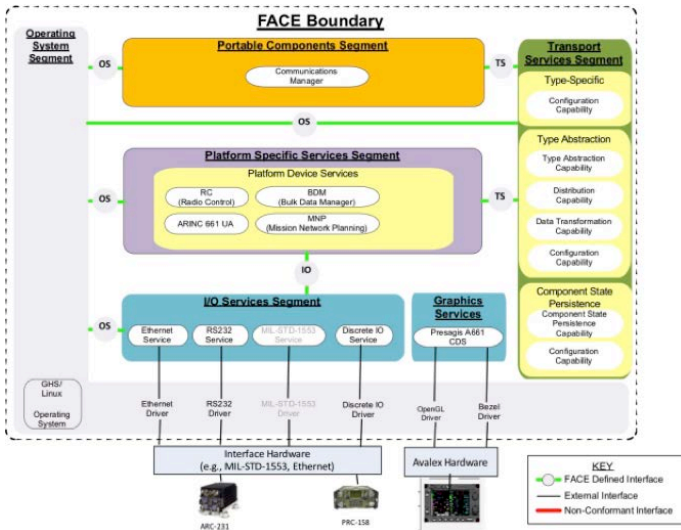 FACE Boundary
Operating
System
Segment
Portable Components Segment
Communications
Manager
OS
TS
Transport
Services Segment
Type-Specific
Configuration
Capability
OS
Platform Specific Services Segment
Platform Device Services
RC
(Radio Control)
BDM
(Bulk Data Manager)
ARINC 661 UA
MNP
(Mission Network Planning)
OS
TS
Type Abstraction
Type Abstraction
Capability
Distribution
Capability
Data Transformation
Capability
Configuration
Capability
IO
I/O Services Segment
Ethernet
Service
RS232
Service
MIL-STD-1553
Service
Discrete IO
Service
OS
Graphics
Services
Presagis A661
CDS
Component State
Persistence
Component State
Persistence
Capability
Configuration
Capability
GHS/
Linux
Operating
System
Ethernet
Driver
RS232
Driver
MIL-STD-1553
Driver
Discrete IO
Driver
OpenGL
Driver
Bezel
Driver
Interface Hardware
(e.g., MIL-STD-1553, Ethernet)
Avalex Hardware
ARC-231
PRC-158
KEY
FACE Defined Interface
External Interface
Non-Conformant Interface